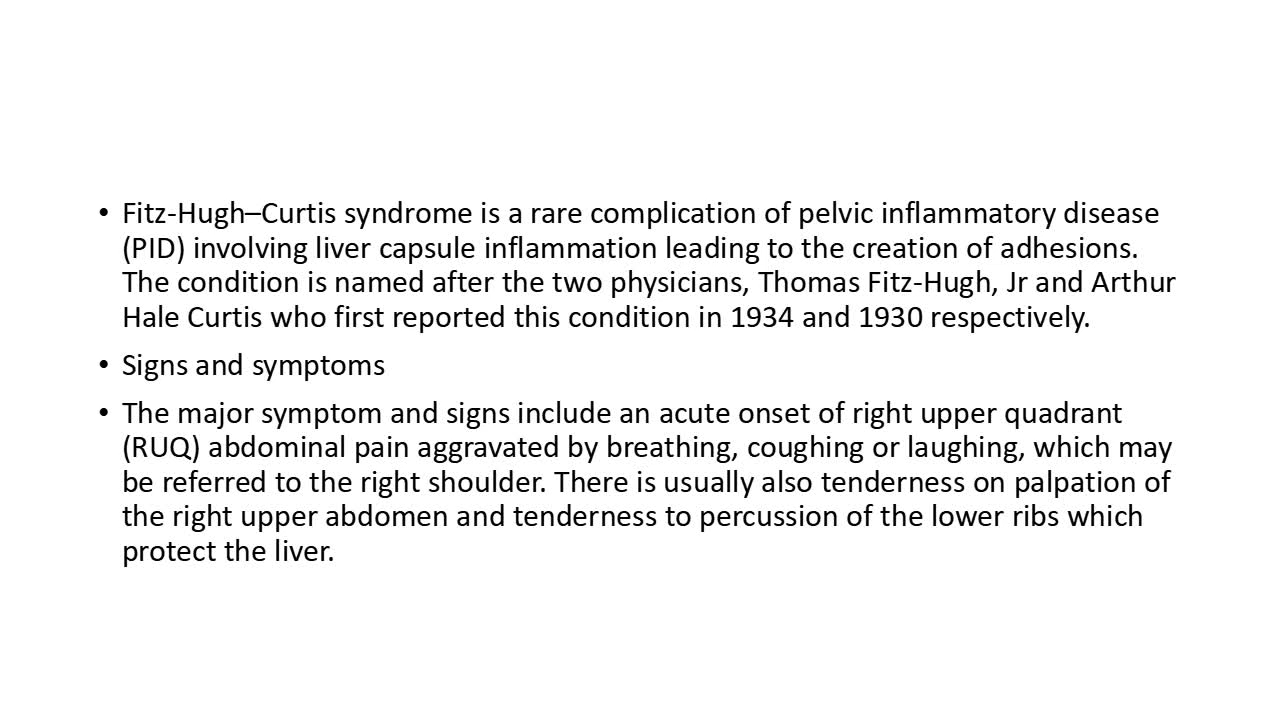 • Fitz-Hugh–Curtis syndrome is a rare complication of pelvic inflammatory disease
(PID) involving liver capsule inflammation leading to the creation of adhesions.
The condition is named after the two physicians, Thomas Fitz-Hugh, Jr and Arthur
Hale Curtis who first reported this condition in 1934 and 1930 respectively.
• Signs and symptoms
• The major symptom and signs include an acute onset of right upper quadrant
(RUQ) abdominal pain aggravated by breathing, coughing or laughing, which may
be referred to the right shoulder. There is usually also tenderness on palpation of
the right upper abdomen and tenderness to percussion of the lower ribs which
protect the liver.